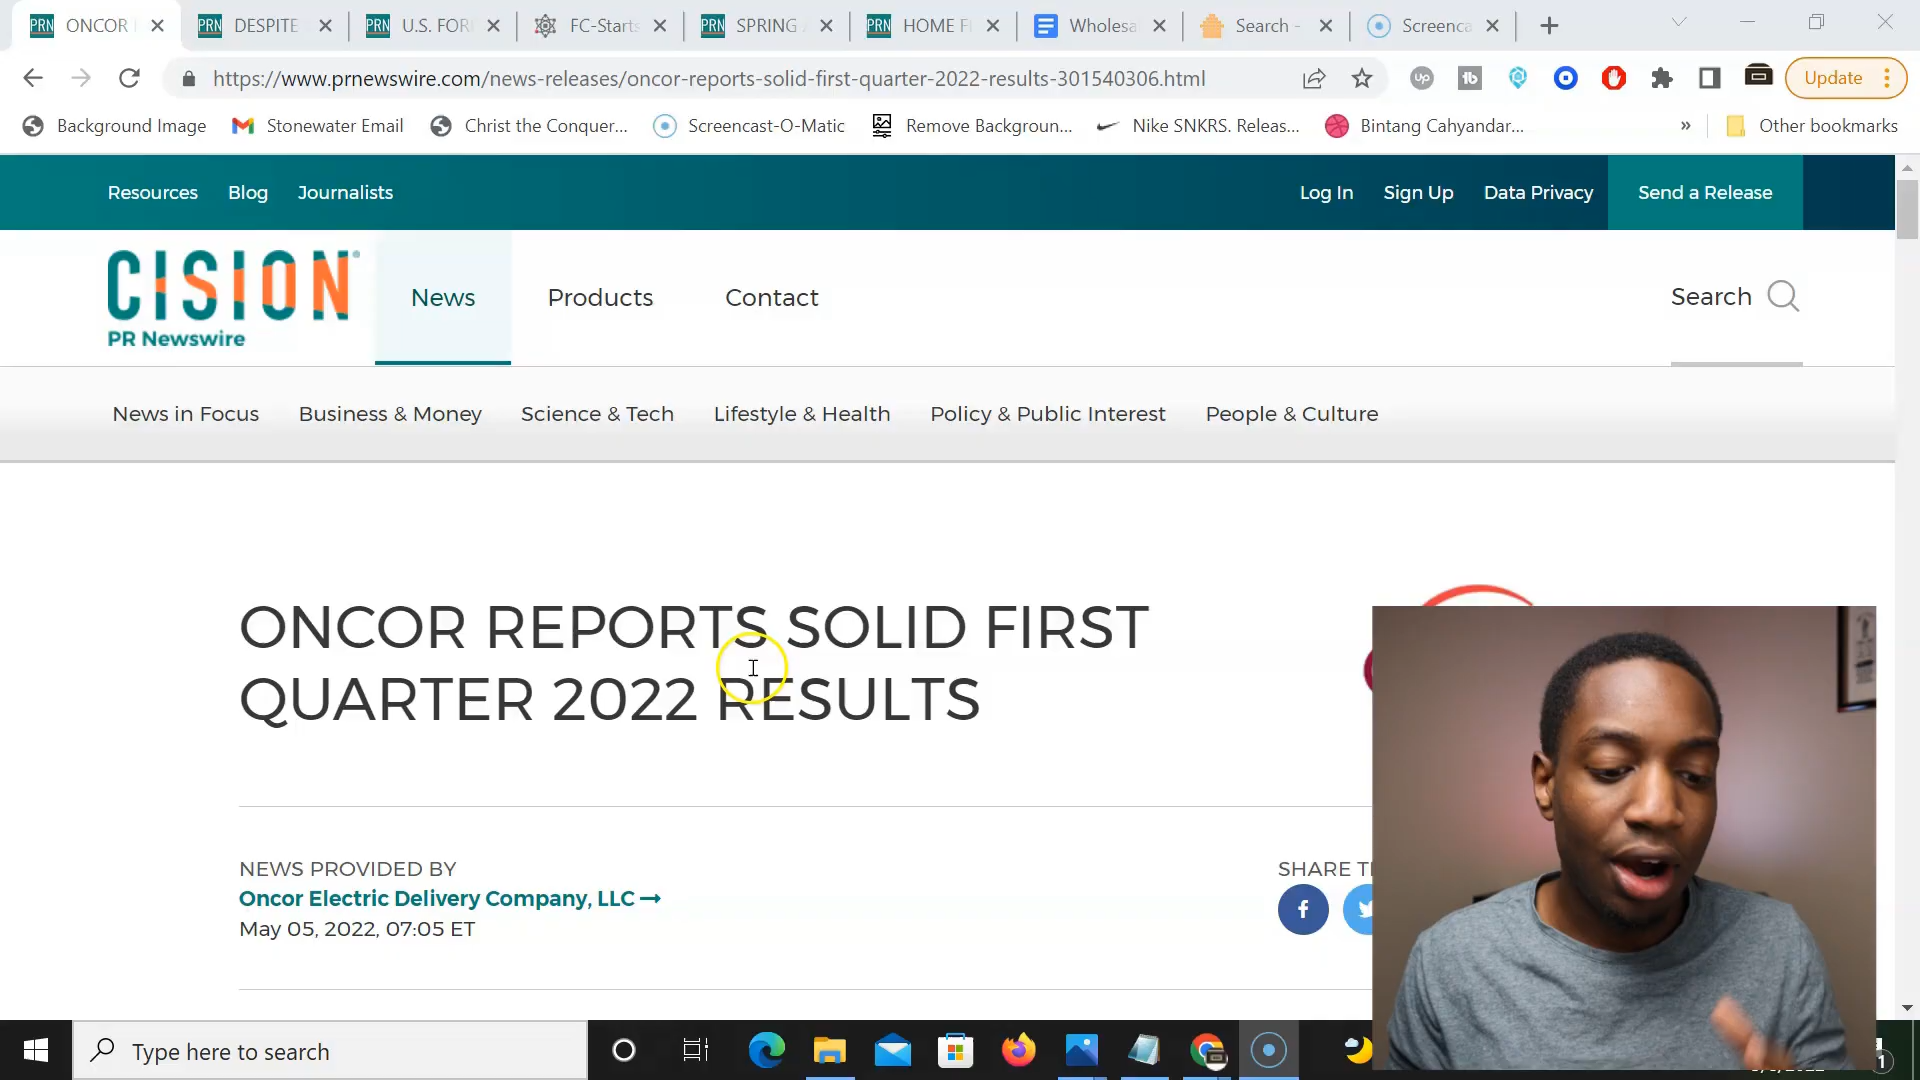 ONCOR
DESPITE
U.S. FOR
FC-Starts
SPRING
HOME F
Wholesa
Search -
Screenca
https://www.prnewswire.com/news-releases/oncor-reports-solid-first-quarter-2022-results-301540306.html
Update
Background Image
Stonewater Email
Christ the Conquer...
Screencast-O-Matic
Remove Backgroun...
Nike SNKRS. Releas...
Bintang Cahyandar...
»
Other bookmarks
Resources Blog Journalists
Log In Sign Up Data Privacy Send a Release
CISION
PR Newswire
News Products Contact
Search
News in Focus Business & Money Science & Tech Lifestyle & Health Policy & Public Interest People & Culture
ONCOR REPORTS SOLID FIRST
QUARTER 2022 RESULTS
NEWS PROVIDED BY
Oncor Electric Delivery Company, LLC →
May 05, 2022, 07:05 ET
SHARE
Type here to search